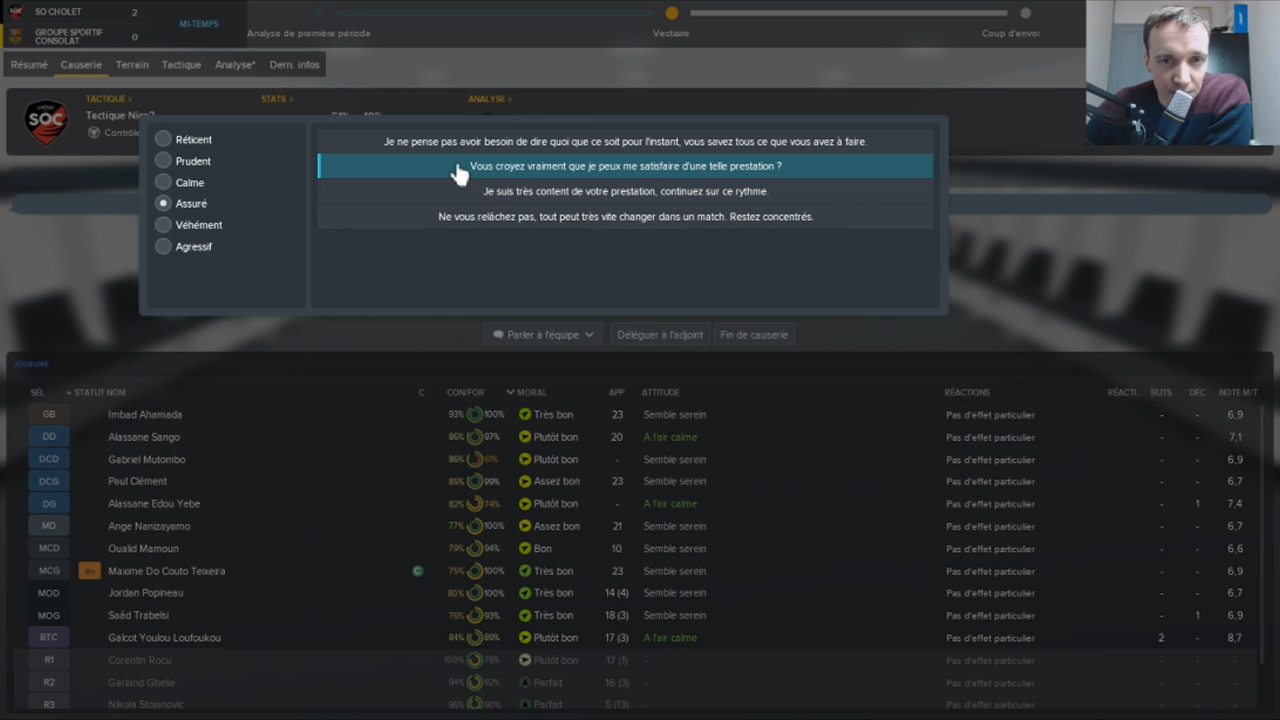 SO CHOLET 2
GROUPE SPORTIF CONSOLAT 0
MI-TEMPS
Analyse de première période Vestiaire Coup d'envoi
Résumé Causerie Terrain Tactique Analyse* Dern. infos
SOC
TACTIQUE > STATS > ANALYSE >
Tactique
Contrôle
Réticent
Prudent
Calme
Assuré
Véhément
Agressif
Je ne pense pas avoir besoin de dire quoi que ce soit pour l'instant, vous savez tous ce que vous avez à faire.
Vous croyez vraiment que je peux me satisfaire d'une telle prestation ?
Je suis très content de votre prestation, continuez sur ce rythme.
Ne vous relâchez pas, tout peut très vite changer dans un match. Restez concentrés.
Parler à l'équipe Déléguer à l'adjoint Fin de causerie
JOUEURS
SÉL STATUT NOM C CON/FOR MORAL APP ATTITUDE RÉACTIONS RÉACTI... BUTS DÉC NOTE M/T
GB Imbad Ahamada 93% 100% Très bon 23 Semble serein Pas d'effet particulier - - 6,9
DD Alassane Sango 86% 97% Plutôt bon 20 A l'air calme Pas d'effet particulier - - 7,1
DCD Gabriel Mutombo 86% 61% Plutôt bon - Semble serein Pas d'effet particulier - - 6,9
DCG Paul Clément 85% 99% Assez bon 23 Semble serein Pas d'effet particulier - - 6,7
DG Alassane Edou Yebe 82% 74% Plutôt bon - A l'air calme Pas d'effet particulier - 1 7,4
MD Ange Nanizayamo 77% 100% Assez bon 21 Semble serein Pas d'effet particulier - - 6,7
MCD Oualid Mamoun 79% 94% Bon 10 Semble serein Pas d'effet particulier - - 6,6
MCG Bls Maxime Do Couto Teixeira C 75% 100% Très bon 23 Semble serein Pas d'effet particulier - - 6,9
MOD Jordan Popineau 80% 100% Très bon 14 (4) Semble serein Pas d'effet particulier - - 6,7
MOG Saâd Trabelsi 76% 93% Très bon 18 (3) Semble serein Pas d'effet particulier - 1 6,9
BTC Galcot Youlou Loufoukou 84% 89% Plutôt bon 17 (3) A l'air calme Pas d'effet particulier 2 - 8,7
R1 Corentin Rocu 100% 78% Plutôt bon 17 (1) - Pas d'effet particulier - -
R2 Garland Gbelle 94% 82% Parfait 16 (3) - Pas d'effet particulier - -
R3 Nikola Stojanovic 96% 90% Parfait 5 (13) - Pas d'effet particulier - -